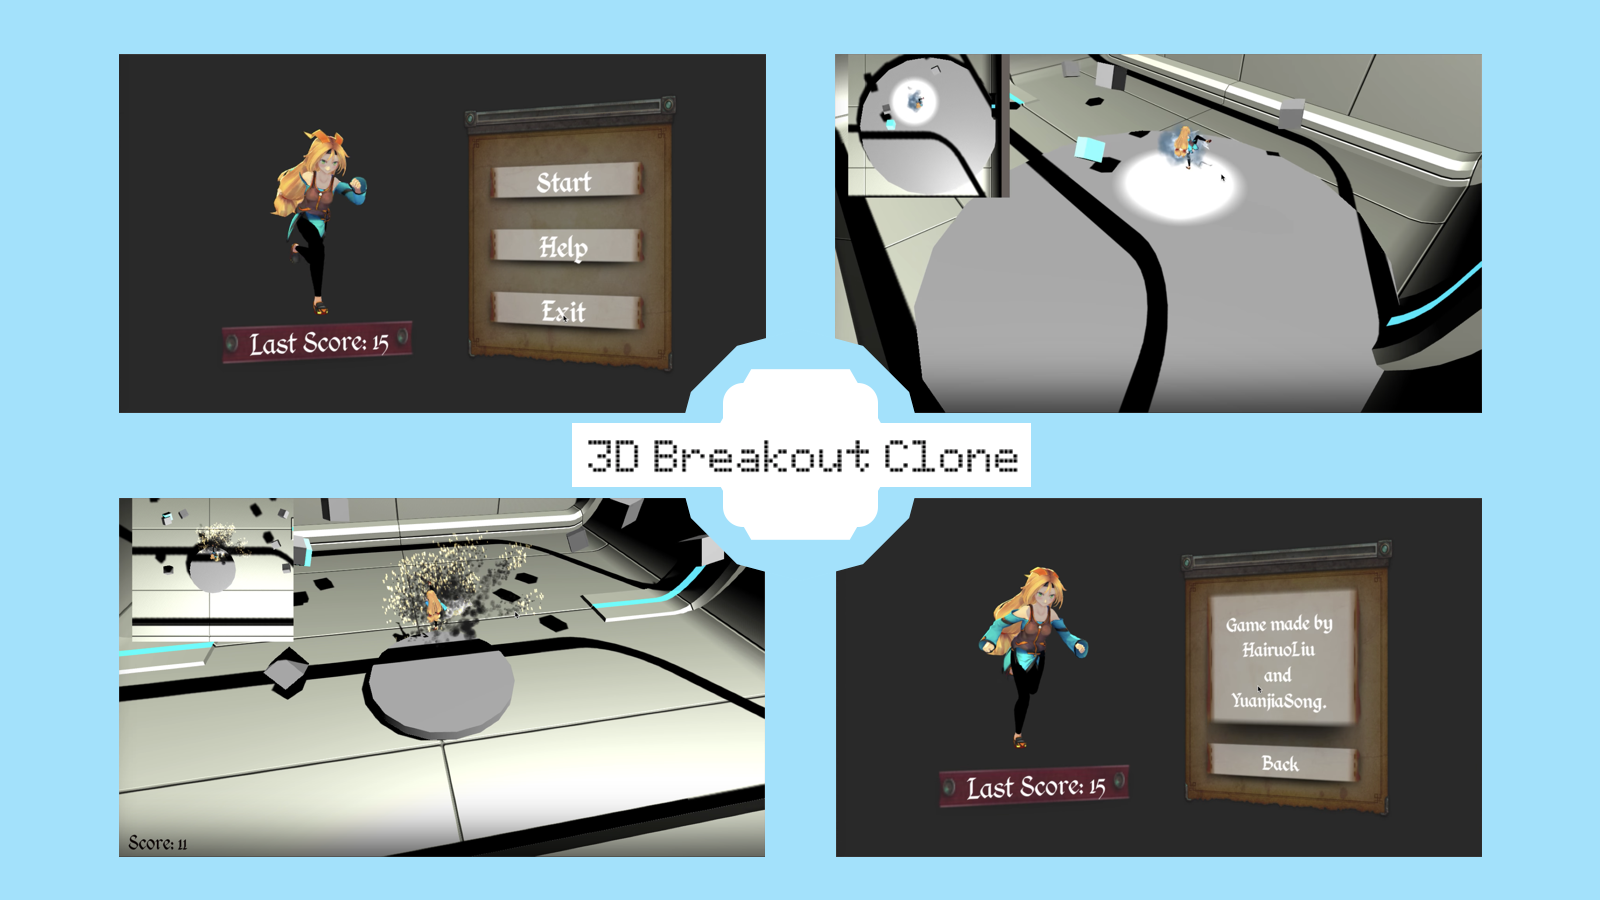 Start
Help
Exit
Last Score: 15
3D Breakout Clone
Score: 11
Game made by
HairuoLiu
and
YuanjiaSong.
Back
Last Score: 15